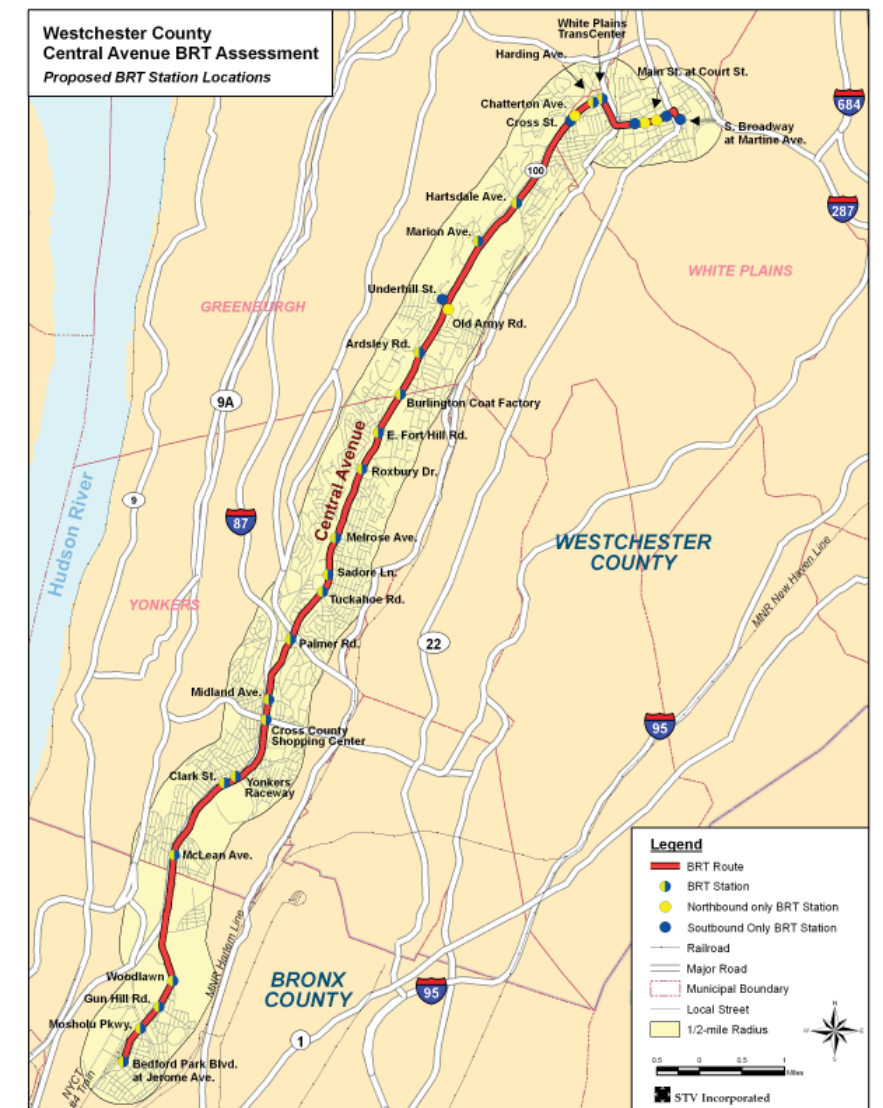 Westchester County
Central Avenue BRT Assessment
Proposed BRT Station Locations
White Plains
TransCenter
Harding Ave.
Main St. at Court St.
Chatterton Ave.
Cross St.
S. Broadway
at Martine Ave.
684
100
287
Hartsdale Ave.
Marion Ave.
WHITE PLAINS
Underhill St.
GREENBURGH
Old Army Rd.
Ardsley Rd.
9A
Burlington Coat Factory
E. Fort Hill Rd.
Central Avenue
Roxbury Dr.
Hudson River
9
87
Melrose Ave.
WESTCHESTER
COUNTY
Sadore Ln.
MNR New Haven Line
YONKERS
Tuckahoe Rd.
Palmer Rd.
22
Midland Ave.
95
Cross County
Shopping Center
Clark St.
Yonkers
Raceway
McLean Ave.
MNR Harlem Line
Woodlawn
BRONX
COUNTY
95
Gun Hill Rd.
Mosholu Pkwy.
1
Bedford Park Blvd.
at Jerome Ave.
NYCT
#4 Train
Legend
BRT Route
BRT Station
Northbound only BRT Station
Soutbound Only BRT Station
Railroad
Major Road
Municipal Boundary
Local Street
1/2-mile Radius
N
W
E
S
0.5 0 0.5 1
Miles
STV Incorporated